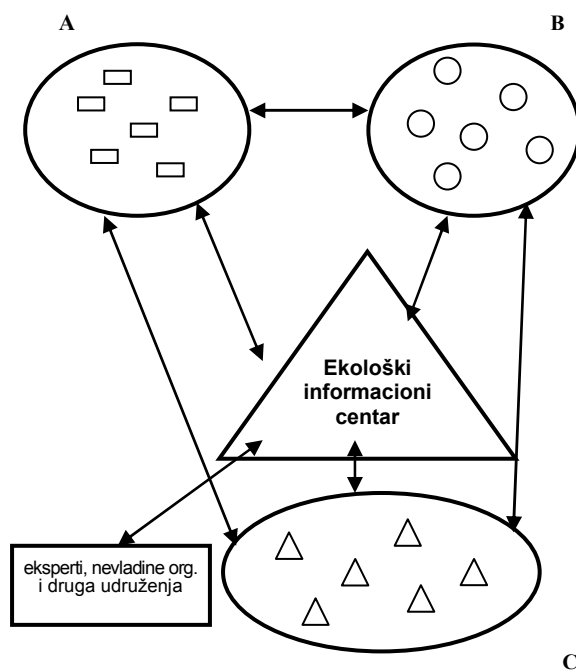 A
B
Ekološki
informacioni
centar
eksperti, nevladine org.
i druga udruženja
C